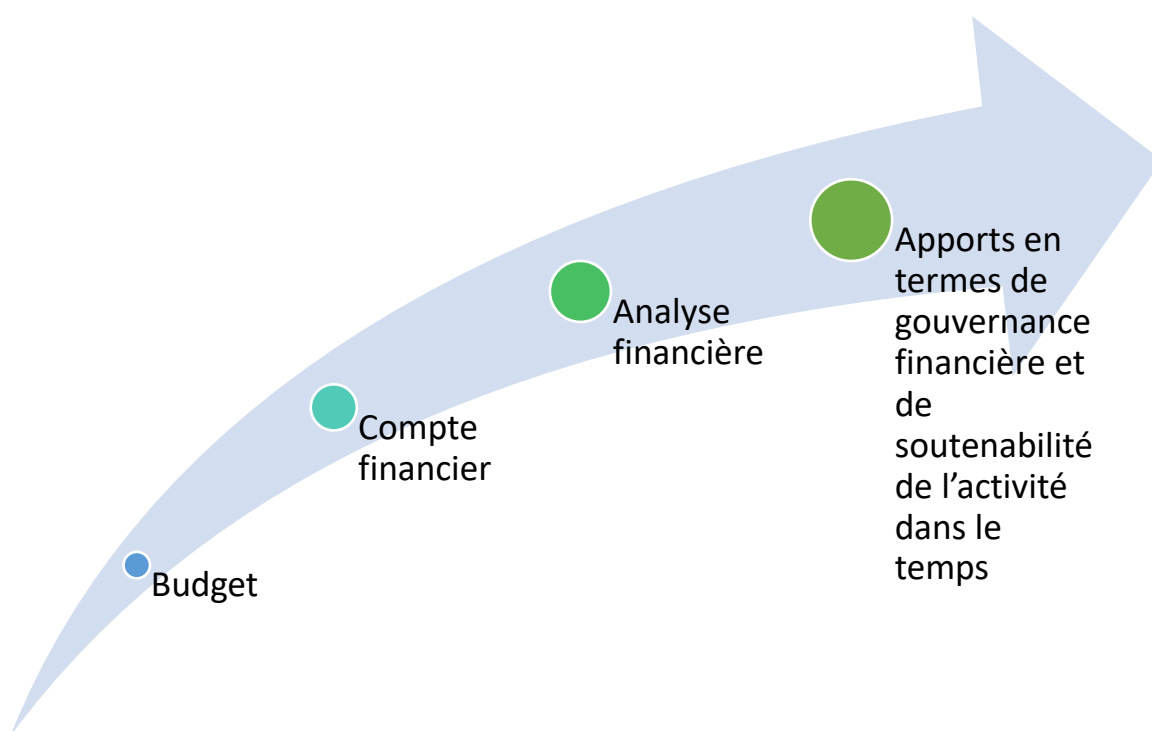 Budget
Compte
financier
Analyse
financière
Apports en
termes de
gouvernance
financière et
de
soutenabilité
de l’activité
dans le
temps